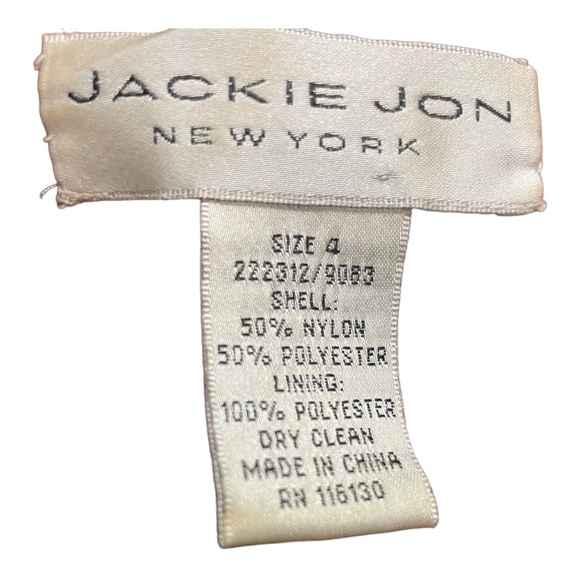 JACKIE JON
NEW YORK
SIZE 4
222312/9083
SHELL:
50% NYLON
50% POLYESTER
LINING:
100% POLYESTER
DRY CLEAN
MADE IN CHINA
RN 116130